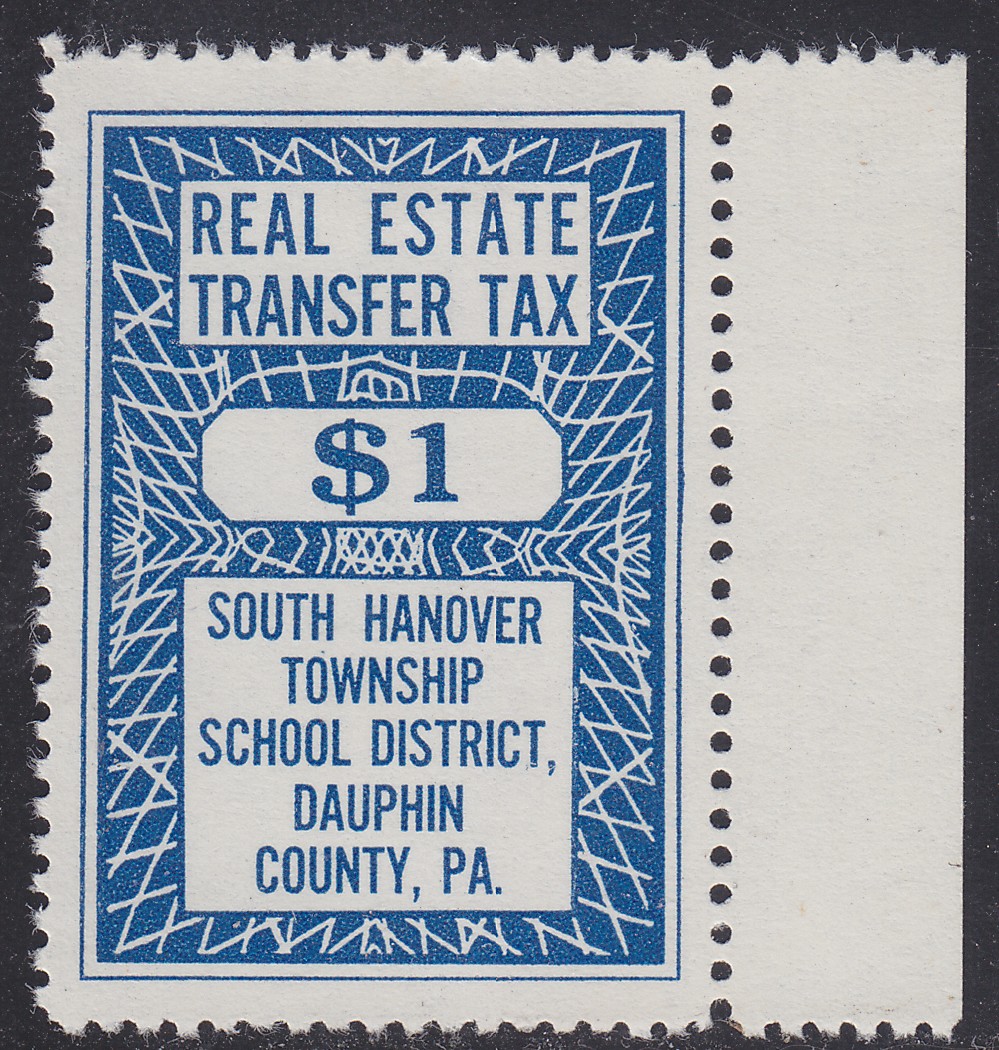 REAL ESTATE
TRANSFER TAX
$1
SOUTH HANOVER
TOWNSHIP
SCHOOL DISTRICT,
DAUPHIN
COUNTY, PA.